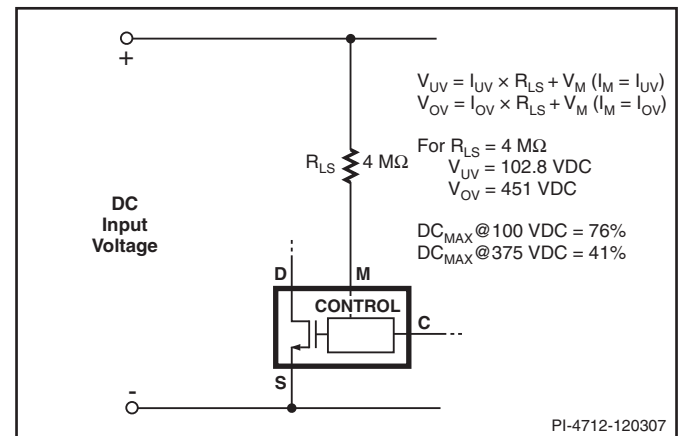 +
V_UV = I_UV × R_LS + V_M (I_M = I_UV)
V_OV = I_OV × R_LS + V_M (I_M = I_OV)
For R_LS = 4 MΩ
V_UV = 102.8 VDC
V_OV = 451 VDC
DC_MAX@100 VDC = 76%
DC_MAX@375 VDC = 41%
R_LS
4 MΩ
DC
Input
Voltage
D
M
CONTROL
C
S
-
PI-4712-120307